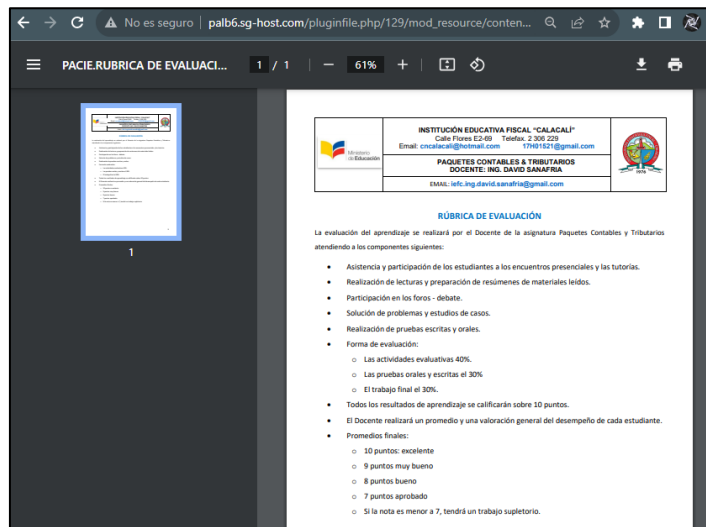 No es seguro | palb6.sg-host.com/pluginfile.php/129/mod_resource/conten...
PACIE.RUBRICA DE EVALUACI... 1 / 1 61%
1
Ministerio
de Educación
INSTITUCIÓN EDUCATIVA FISCAL "CALACALÍ"
Calle Flores E2-69 Telefax. 2 306 229
Email: cncalacali@hotmail.com 17H01521@gmail.com
PAQUETES CONTABLES & TRIBUTARIOS
DOCENTE: ING. DAVID SANAFRIA
EMAIL: iefc.ing.david.sanafria@gmail.com
1976
RÚBRICA DE EVALUACIÓN
La evaluación del aprendizaje se realizará por el Docente de la asignatura Paquetes Contables y Tributarios
atendiendo a los componentes siguientes:
• Asistencia y participación de los estudiantes a los encuentros presenciales y las tutorías.
• Realización de lecturas y preparación de resúmenes de materiales leídos.
• Participación en los foros - debate.
• Solución de problemas y estudios de casos.
• Realización de pruebas escritas y orales.
• Forma de evaluación:
○ Las actividades evaluativas 40%.
○ Las pruebas orales y escritas el 30%
○ El trabajo final el 30%.
• Todos los resultados de aprendizaje se calificarán sobre 10 puntos.
• El Docente realizará un promedio y una valoración general del desempeño de cada estudiante.
• Promedios finales:
○ 10 puntos: excelente
○ 9 puntos muy bueno
○ 8 puntos bueno
○ 7 puntos aprobado
○ Si la nota es menor a 7, tendrá un trabajo supletorio.